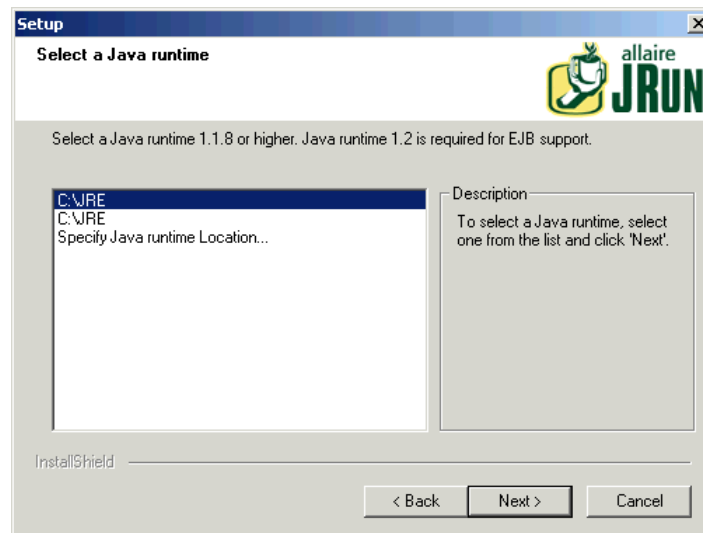 Setup
Select a Java runtime
allaire
JRUN
Select a Java runtime 1.1.8 or higher. Java runtime 1.2 is required for EJB support.
C:\JRE
C:\JRE
Specify Java runtime Location...
Description
To select a Java runtime, select
one from the list and click 'Next'.
InstallShield
< Back
Next >
Cancel